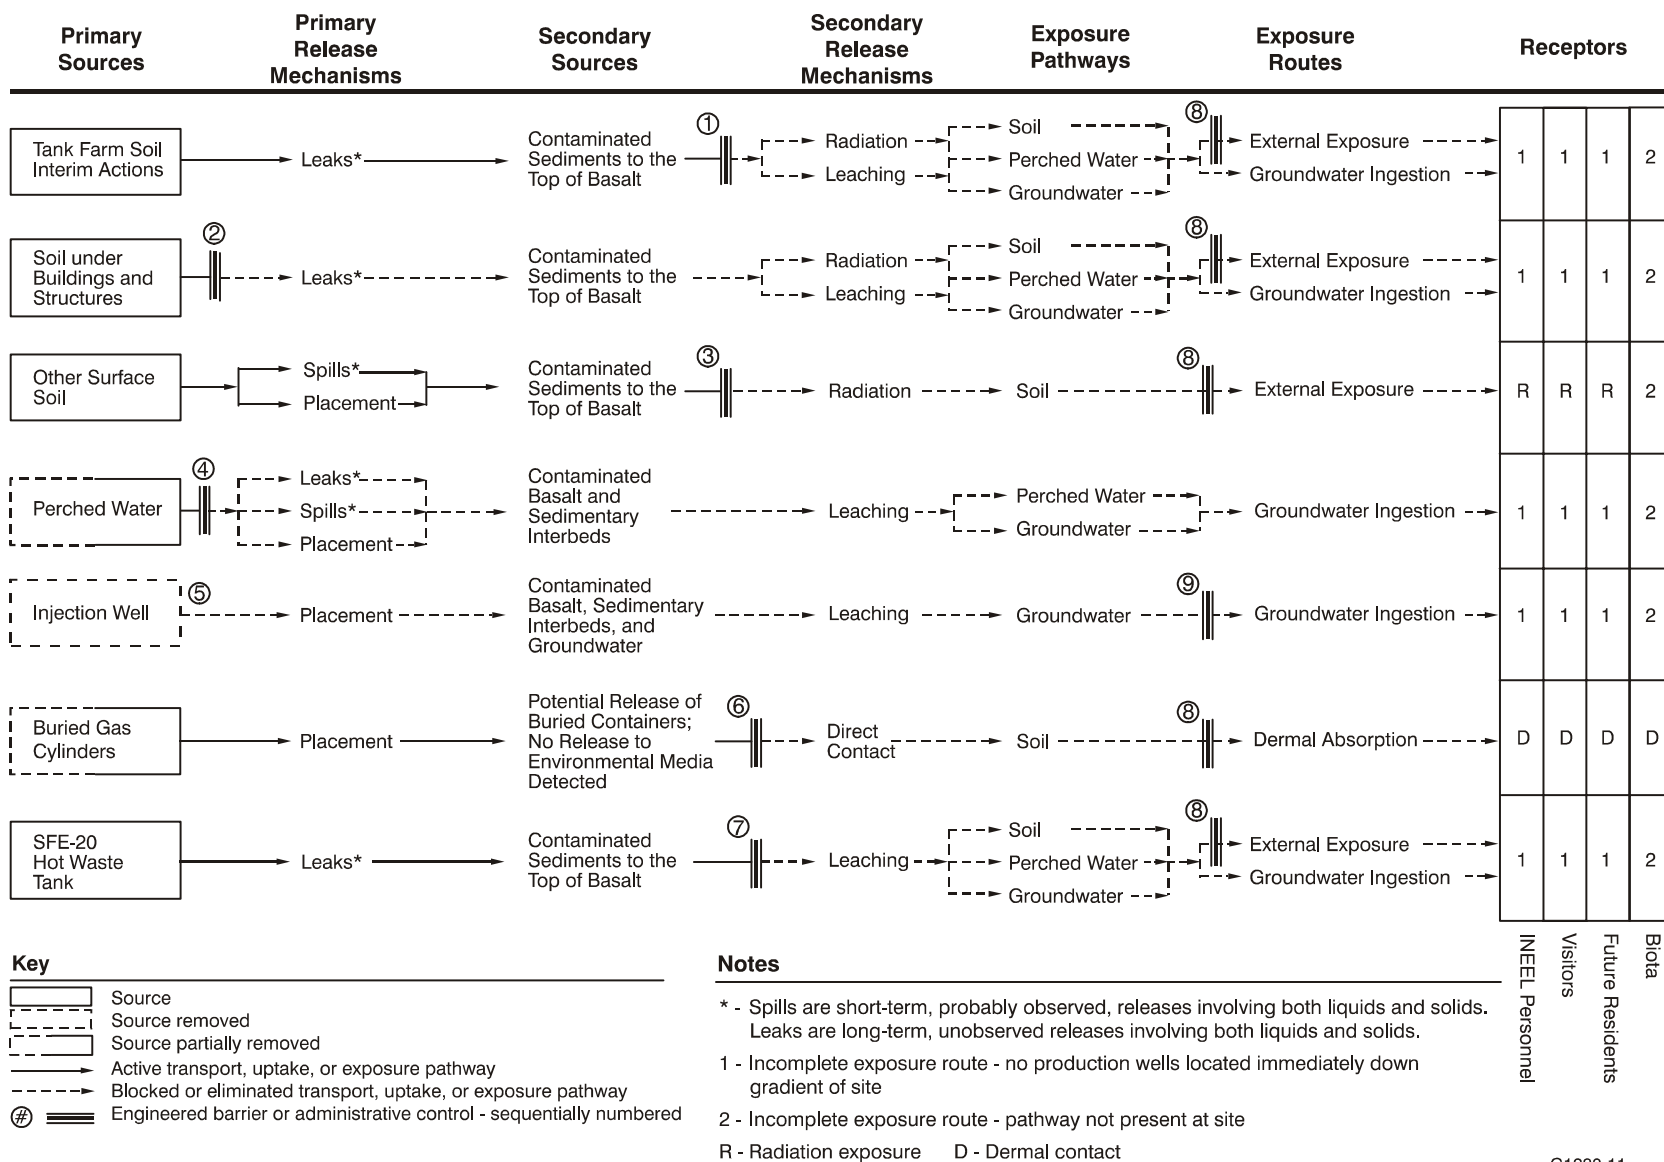 Primary Sources
Primary Release Mechanisms
Secondary Sources
Secondary Release Mechanisms
Exposure Pathways
Exposure Routes
Receptors
Tank Farm Soil
Interim Actions
Leaks*
Contaminated
Sediments to the
Top of Basalt
1
Radiation
Leaching
Soil
Perched Water
Groundwater
8
External Exposure
Groundwater Ingestion
1 1 1 2
Soil under
Buildings and
Structures
2
Leaks*
Contaminated
Sediments to the
Top of Basalt
Radiation
Leaching
Soil
Perched Water
Groundwater
8
External Exposure
Groundwater Ingestion
1 1 1 2
Other Surface
Soil
Spills*
Placement
Contaminated
Sediments to the
Top of Basalt
3
Radiation
Soil
8
External Exposure
R R R 2
Perched Water
4
Leaks*
Spills*
Placement
Contaminated
Basalt and
Sedimentary
Interbeds
Leaching
Perched Water
Groundwater
Groundwater Ingestion
1 1 1 2
Injection Well
5
Placement
Contaminated
Basalt, Sedimentary
Interbeds, and
Groundwater
Leaching
Groundwater
9
Groundwater Ingestion
1 1 1 2
Buried Gas
Cylinders
Placement
Potential Release of
Buried Containers;
No Release to
Environmental Media
Detected
6
Direct
Contact
Soil
8
Dermal Absorption
D D D D
SFE-20
Hot Waste
Tank
Leaks*
Contaminated
Sediments to the
Top of Basalt
7
Leaching
Soil
Perched Water
Groundwater
8
External Exposure
Groundwater Ingestion
1 1 1 2
INEEL Personnel
Visitors
Future Residents
Biota
Key
Source
Source removed
Source partially removed
Active transport, uptake, or exposure pathway
Blocked or eliminated transport, uptake, or exposure pathway
# Engineered barrier or administrative control - sequentially numbered
Notes
* - Spills are short-term, probably observed, releases involving both liquids and solids.
Leaks are long-term, unobserved releases involving both liquids and solids.
1 - Incomplete exposure route - no production wells located immediately down
gradient of site
2 - Incomplete exposure route - pathway not present at site
R - Radiation exposure D - Dermal contact